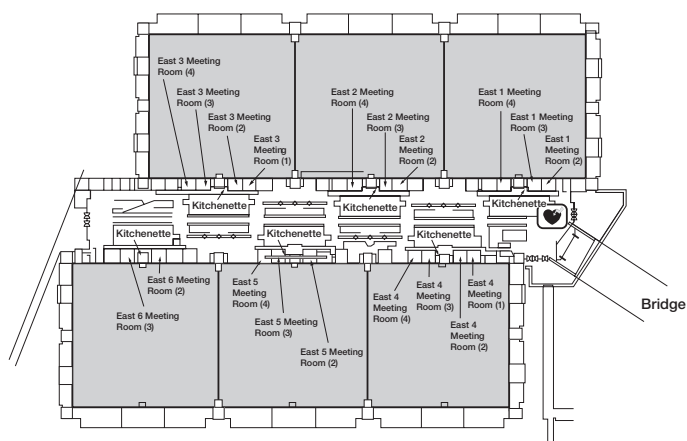 East 3 Meeting
Room (4)
East 3 Meeting
Room (3)
East 3 Meeting
Room (2)
East 3
Meeting
Room (1)
East 2 Meeting
Room (4)
East 2 Meeting
Room (3)
East 2
Meeting
Room (2)
East 1 Meeting
Room (4)
East 1 Meeting
Room (3)
East 1
Meeting
Room (2)
Kitchenette
Kitchenette
Kitchenette
Kitchenette
Kitchenette
Kitchenette
East 6 Meeting
Room (2)
East 6 Meeting
Room (3)
East 5
Meeting
Room (4)
East 5 Meeting
Room (3)
East 5 Meeting
Room (2)
East 4
Meeting
Room (4)
East 4
Meeting
Room (3)
East 4
Meeting
Room (2)
East 4
Meeting
Room (1)
Bridge